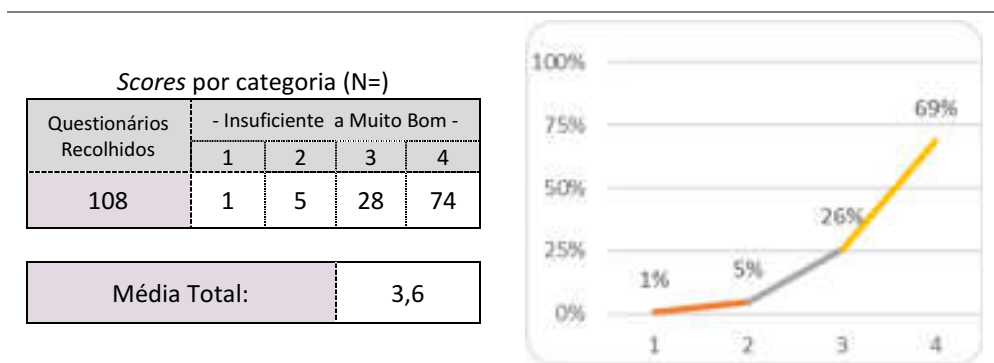 Scores por categoria (N=)
Questionários Recolhidos
- Insuficiente a Muito Bom -
1 2 3 4
108 1 5 28 74
Média Total: 3,6
100%
75%
50%
25%
0%
1% 5% 26% 69%
1 2 3 4